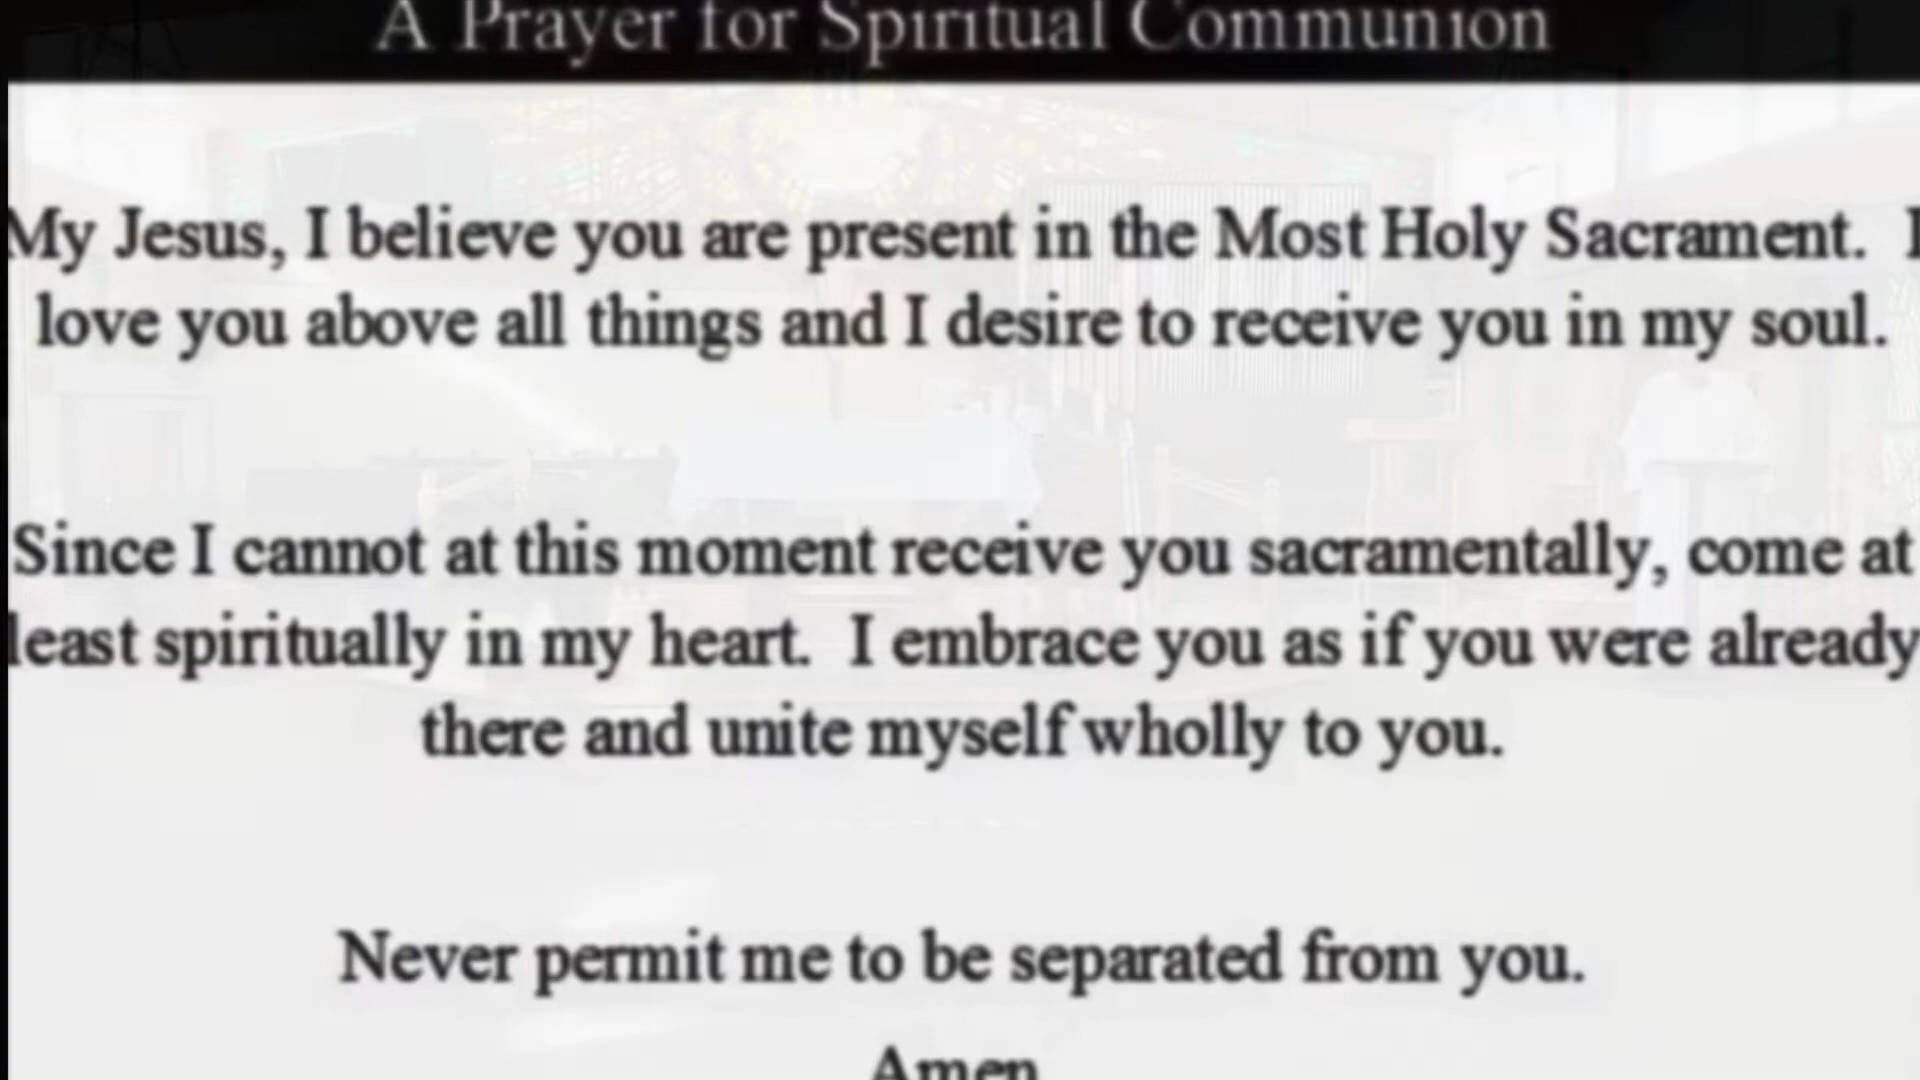 A Prayer for Spiritual Communion
My Jesus, I believe you are present in the Most Holy Sacrament. I
love you above all things and I desire to receive you in my soul.
Since I cannot at this moment receive you sacramentally, come at
least spiritually in my heart. I embrace you as if you were already
there and unite myself wholly to you.
Never permit me to be separated from you.
Amen